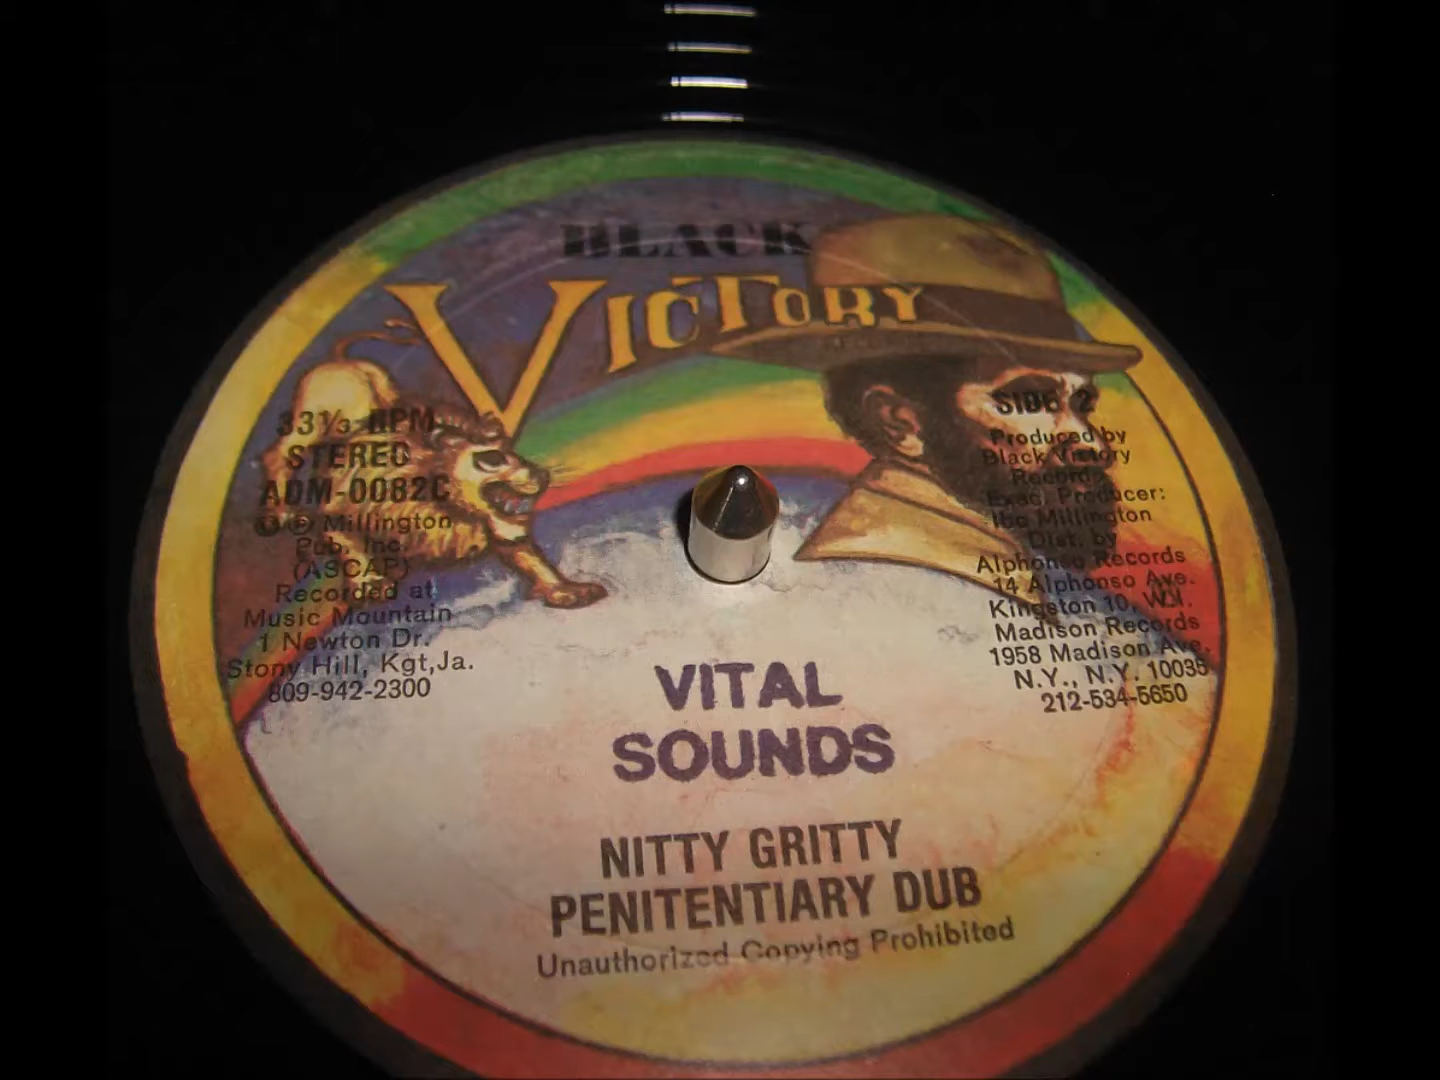 BLACK
VICTORY
33⅓ RPM
STEREO
ADM-0082C
Ⓒ Ⓟ Millington
Pub. Inc.
(ASCAP)
Recorded at
Music Mountain
1 Newton Dr.
Stony Hill, Kgt,Ja.
809-942-2300
SIDE 2
Produced by
Black Victory
Records
Exec. Producer:
Millington
Dist. by
Alphonso Records
14 Alphonso Ave.
Kingston 10, W.I.
Madison Records
1958 Madison Ave.
N.Y., N.Y. 10035
212-534-5650
VITAL
SOUNDS
NITTY GRITTY
PENITENTIARY DUB
Unauthorized Copying Prohibited